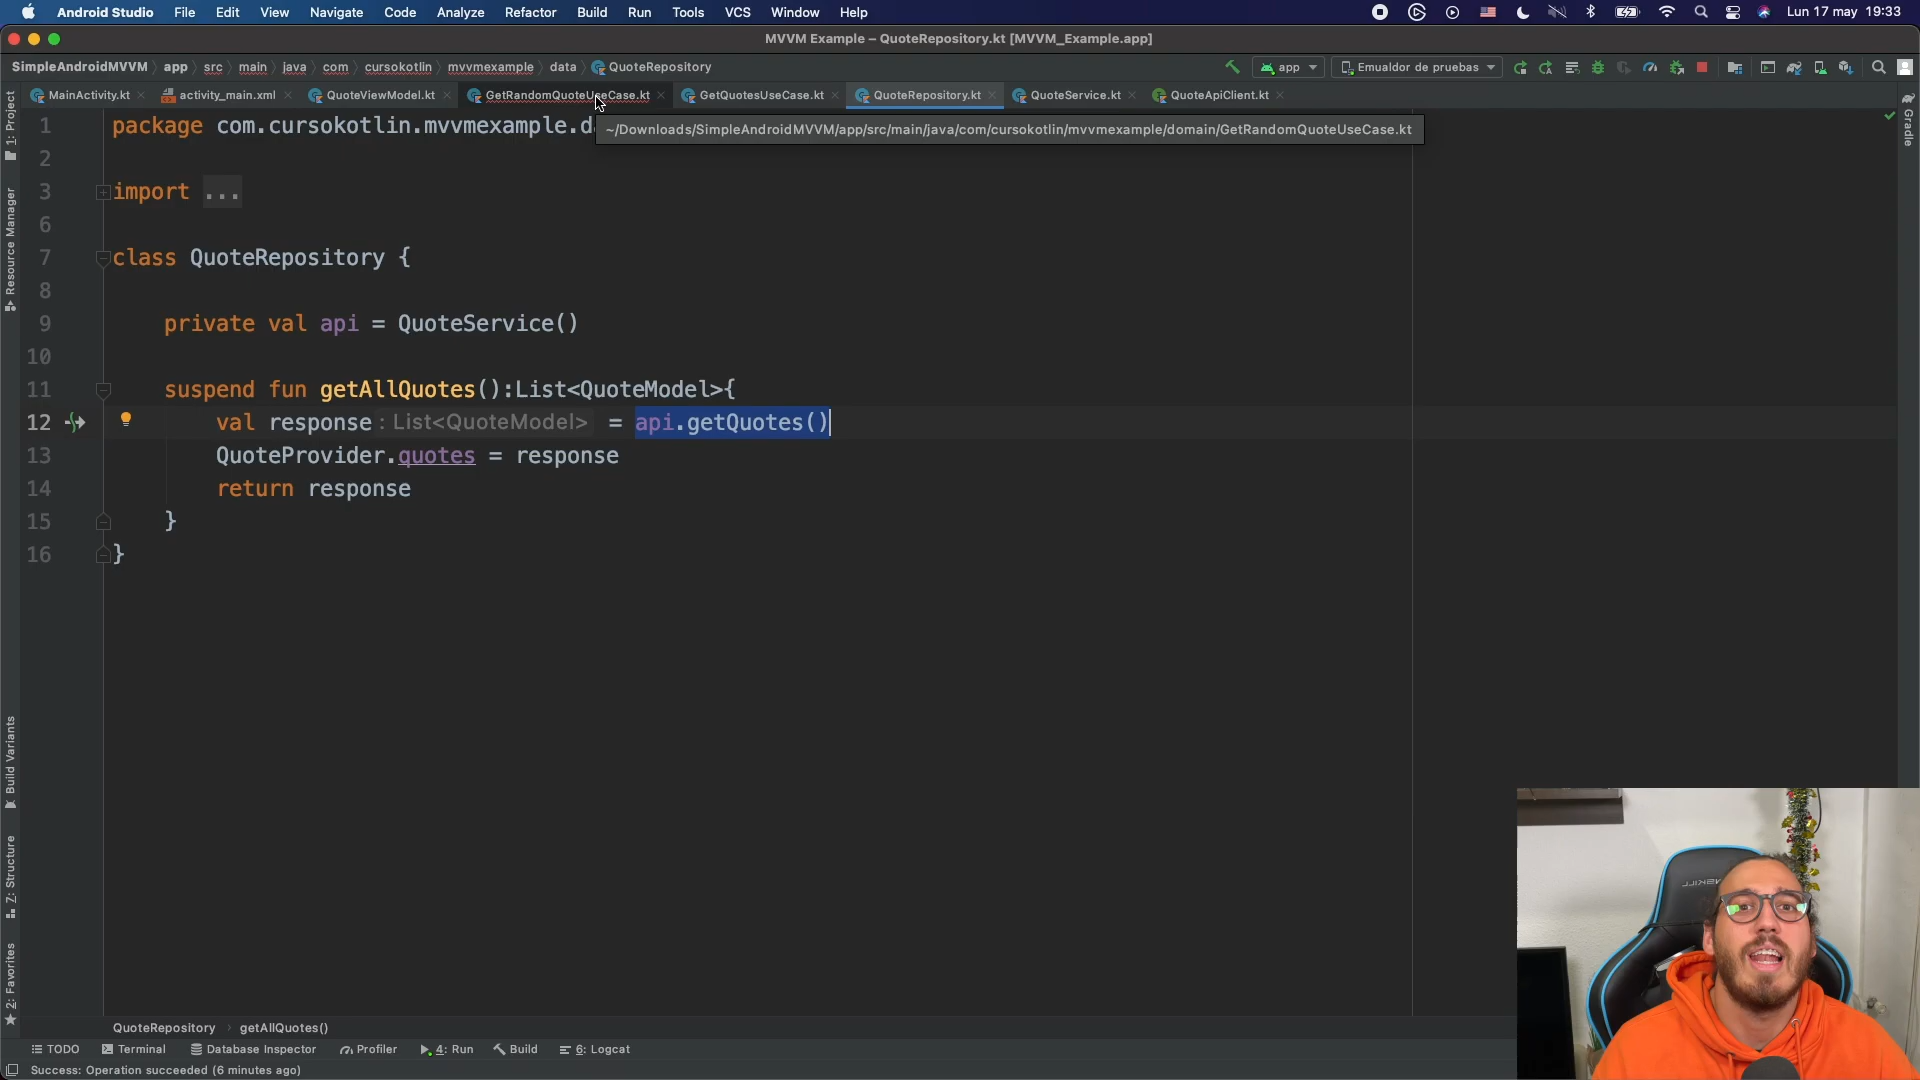 Android Studio File Edit View Navigate Code Analyze Refactor Build Run Tools VCS Window Help Lun 17 may 19:33
MVVM Example – QuoteRepository.kt [MVVM_Example.app]
SimpleAndroidMVVM app src main java com cursokotlin mvvmexample data QuoteRepository app Emualdor de pruebas
MainActivity.kt activity_main.xml QuoteViewModel.kt GetRandomQuoteUseCase.kt GetQuotesUseCase.kt QuoteRepository.kt QuoteService.kt QuoteApiClient.kt
~/Downloads/SimpleAndroidMVVM/app/src/main/java/com/cursokotlin/mvvmexample/domain/GetRandomQuoteUseCase.kt
1: Project
Resource Manager
Build Variants
Z: Structure
2: Favorites
Gradle
1 package com.cursokotlin.mvvmexample.d
2
3 import ...
6
7 class QuoteRepository {
8
9 private val api = QuoteService()
10
11 suspend fun getAllQuotes():List<QuoteModel>{
12 val response : List<QuoteModel> = api.getQuotes()
13 QuoteProvider.quotes = response
14 return response
15 }
16 }
QuoteRepository getAllQuotes()
TODO Terminal Database Inspector Profiler 4: Run Build 6: Logcat
Success: Operation succeeded (6 minutes ago)